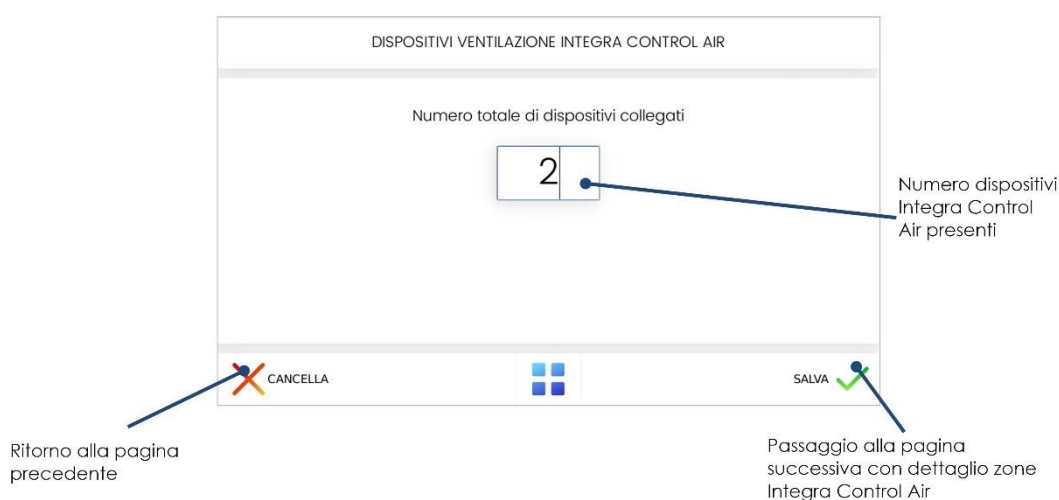 DISPOSITIVI VENTILAZIONE INTEGRA CONTROL AIR
Numero totale di dispositivi collegati
2
Numero dispositivi
Integra Control
Air presenti
CANCELLA
SALVA
Ritorno alla pagina
precedente
Passaggio alla pagina
successiva con dettaglio zone
Integra Control Air